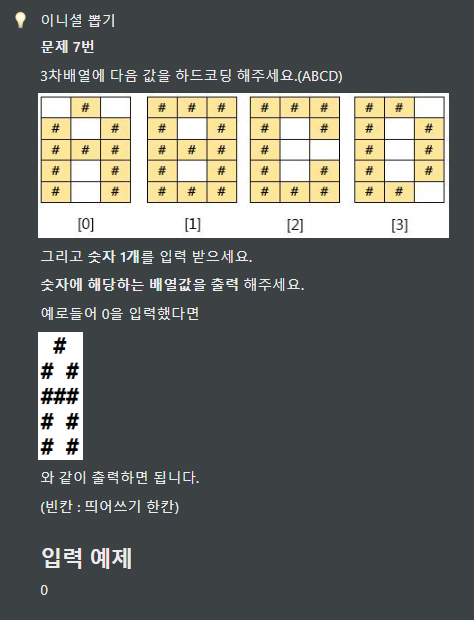 이니셜 뽑기
문제 7번
3차배열에 다음 값을 하드코딩 해주세요.(ABCD)
# # # # # # # # #
# # # # # # # #
# # # # # # # # #
# # # # # # # #
# # # # # # # # # #
[0] [1] [2] [3]
그리고 숫자 1개를 입력 받으세요.
숫자에 해당하는 배열값을 출력 해주세요.
예로들어 0을 입력했다면
#
# #
###
# #
# #
와 같이 출력하면 됩니다.
(빈칸 : 띄어쓰기 한칸)
입력 예제
0